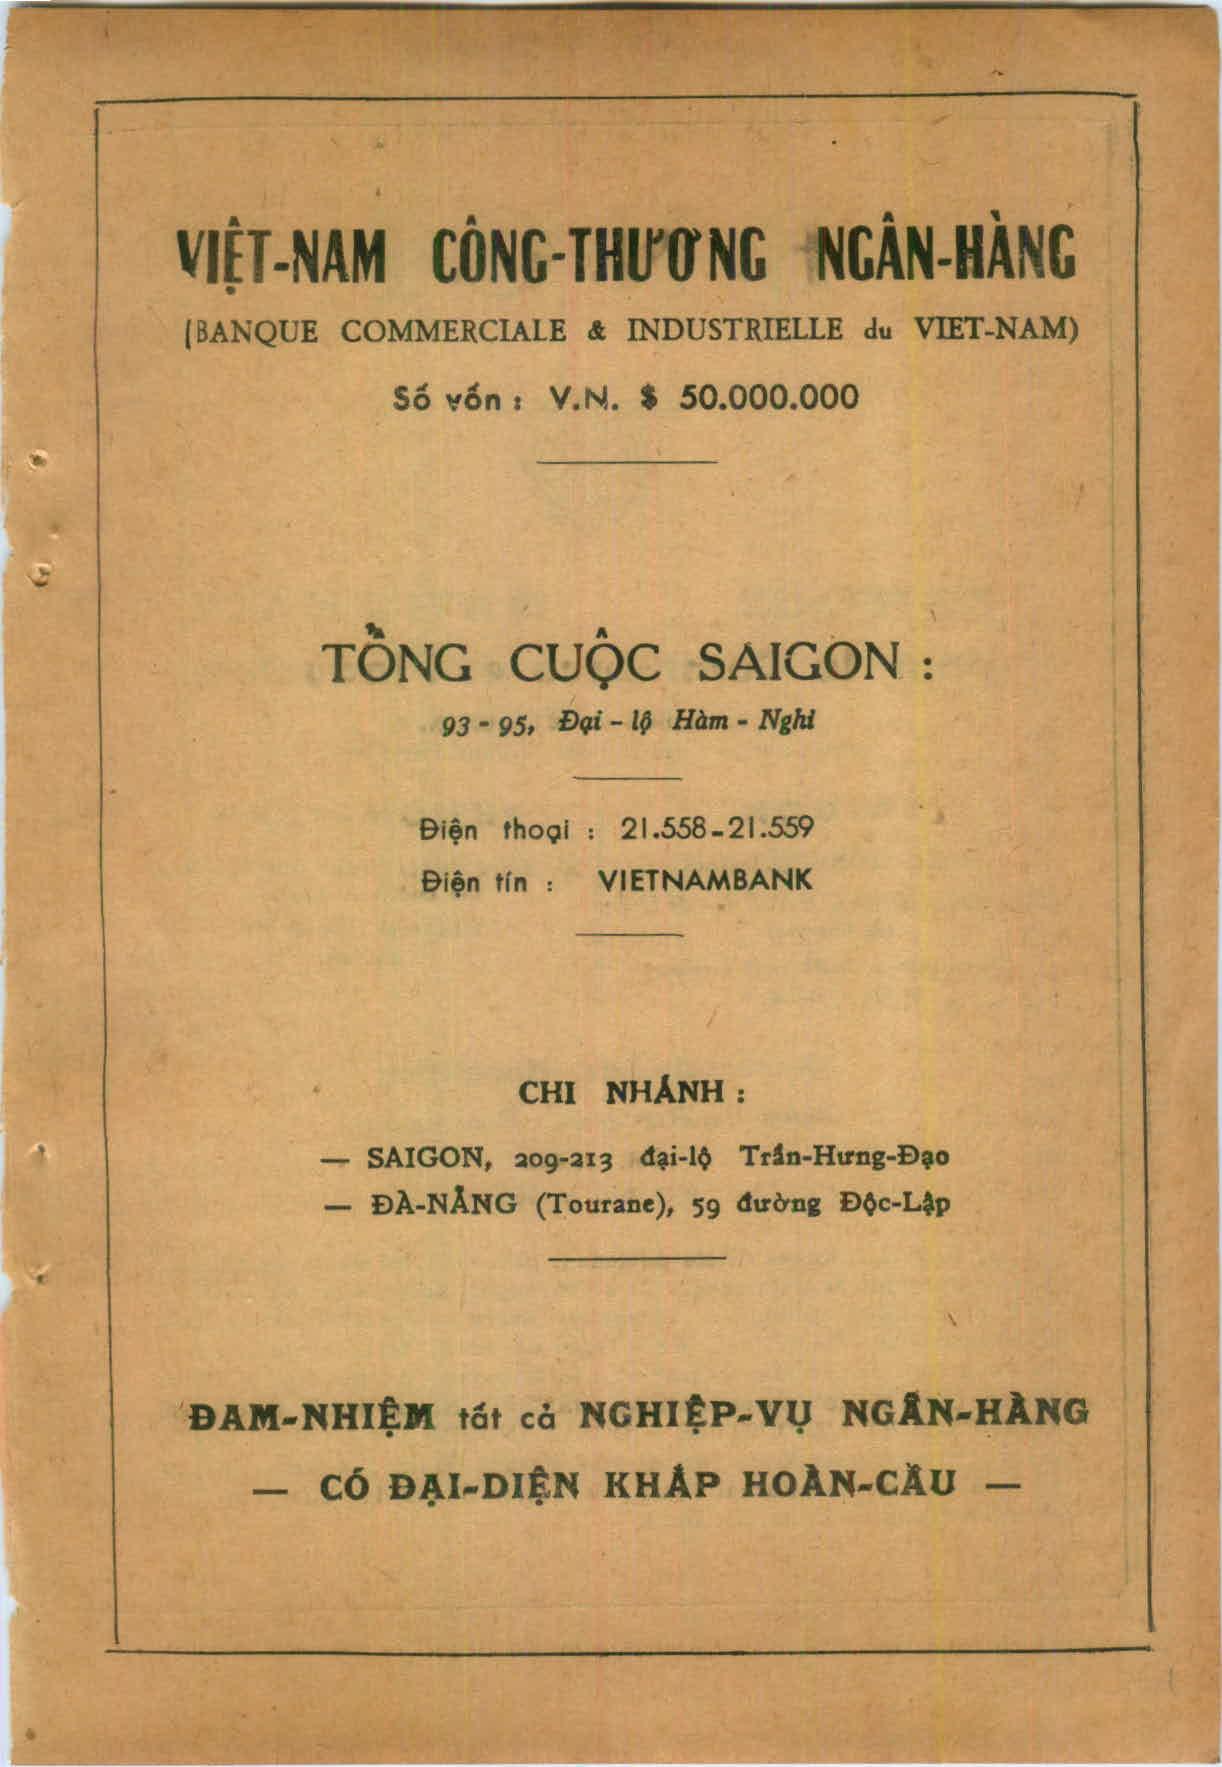 VIỆT-NAM CÔNG-THƯƠNG NGÂN-HÀNG
(BANQUE COMMERCIALE & INDUSTRIELLE du VIET-NAM)
Số vốn : V.N. $ 50.000.000
TỔNG CUỘC SAIGON :
93 - 95, Đại - lộ Hàm - Nghi
Điện thoại : 21.558-21.559
Điện tín : VIETNAMBANK
CHI NHÁNH :
— SAIGON, 209-213 đại-lộ Trần-Hưng-Đạo
— ĐÀ-NẴNG (Tourane), 59 đường Độc-Lập
ĐAM-NHIỆM tất cả NGHIỆP-VỤ NGÂN-HÀNG
— CÓ ĐẠI-DIỆN KHẮP HOÀN-CẦU —